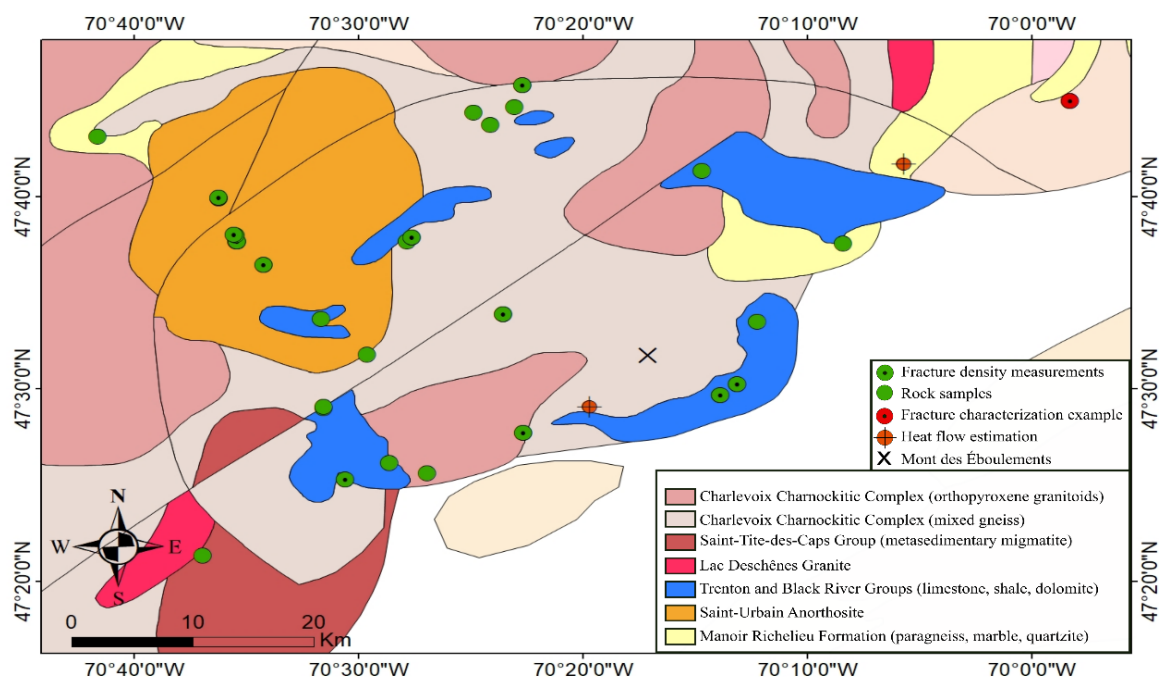 70°40'0"W 70°30'0"W 70°20'0"W 70°10'0"W 70°0'0"W
47°40'0"N 47°40'0"N
47°30'0"N 47°30'0"N
Fracture density measurements
Rock samples
Fracture characterization example
Heat flow estimation
Mont des Éboulements
Charlevoix Charnockitic Complex (orthopyroxene granitoids)
Charlevoix Charnockitic Complex (mixed gneiss)
Saint-Tite-des-Caps Group (metasedimentary migmatite)
Lac Deschênes Granite
Trenton and Black River Groups (limestone, shale, dolomite)
Saint-Urbain Anorthosite
Manoir Richelieu Formation (paragneiss, marble, quartzite)
N
W E
S
47°20'0"N 47°20'0"N
0 10 20
Km
70°40'0"W 70°30'0"W 70°20'0"W 70°10'0"W 70°0'0"W